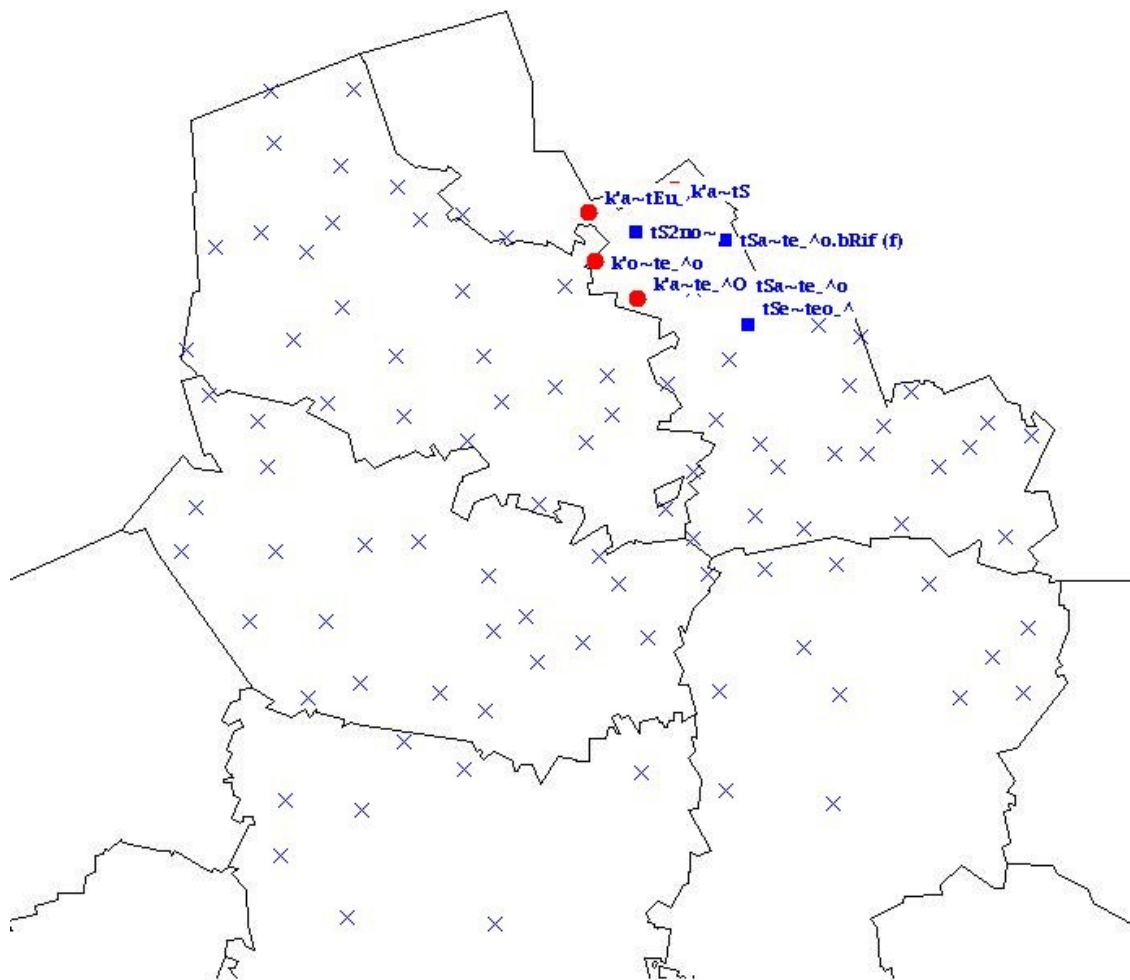 k'a~tS
k'a~tEu_^
tS2no~
tSa~te_^o.bRif (f)
k'o~te_^o
k'a~te_^O
tSa~te_^o
tSe~teo_^